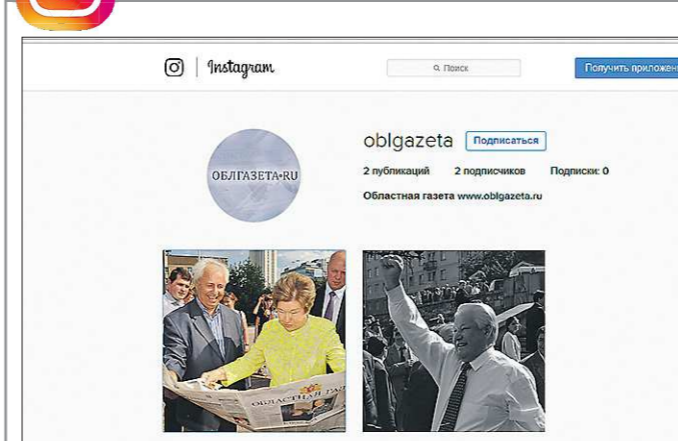 Instagram
Поиск
Получить приложен
oblgazeta Подписаться
2 публикаций 2 подписчиков Подписки: 0
Областная газета www.oblgazeta.ru
ОБЛГАЗЕТА•RU
ОБЛАСТНАЯ ГАЗ